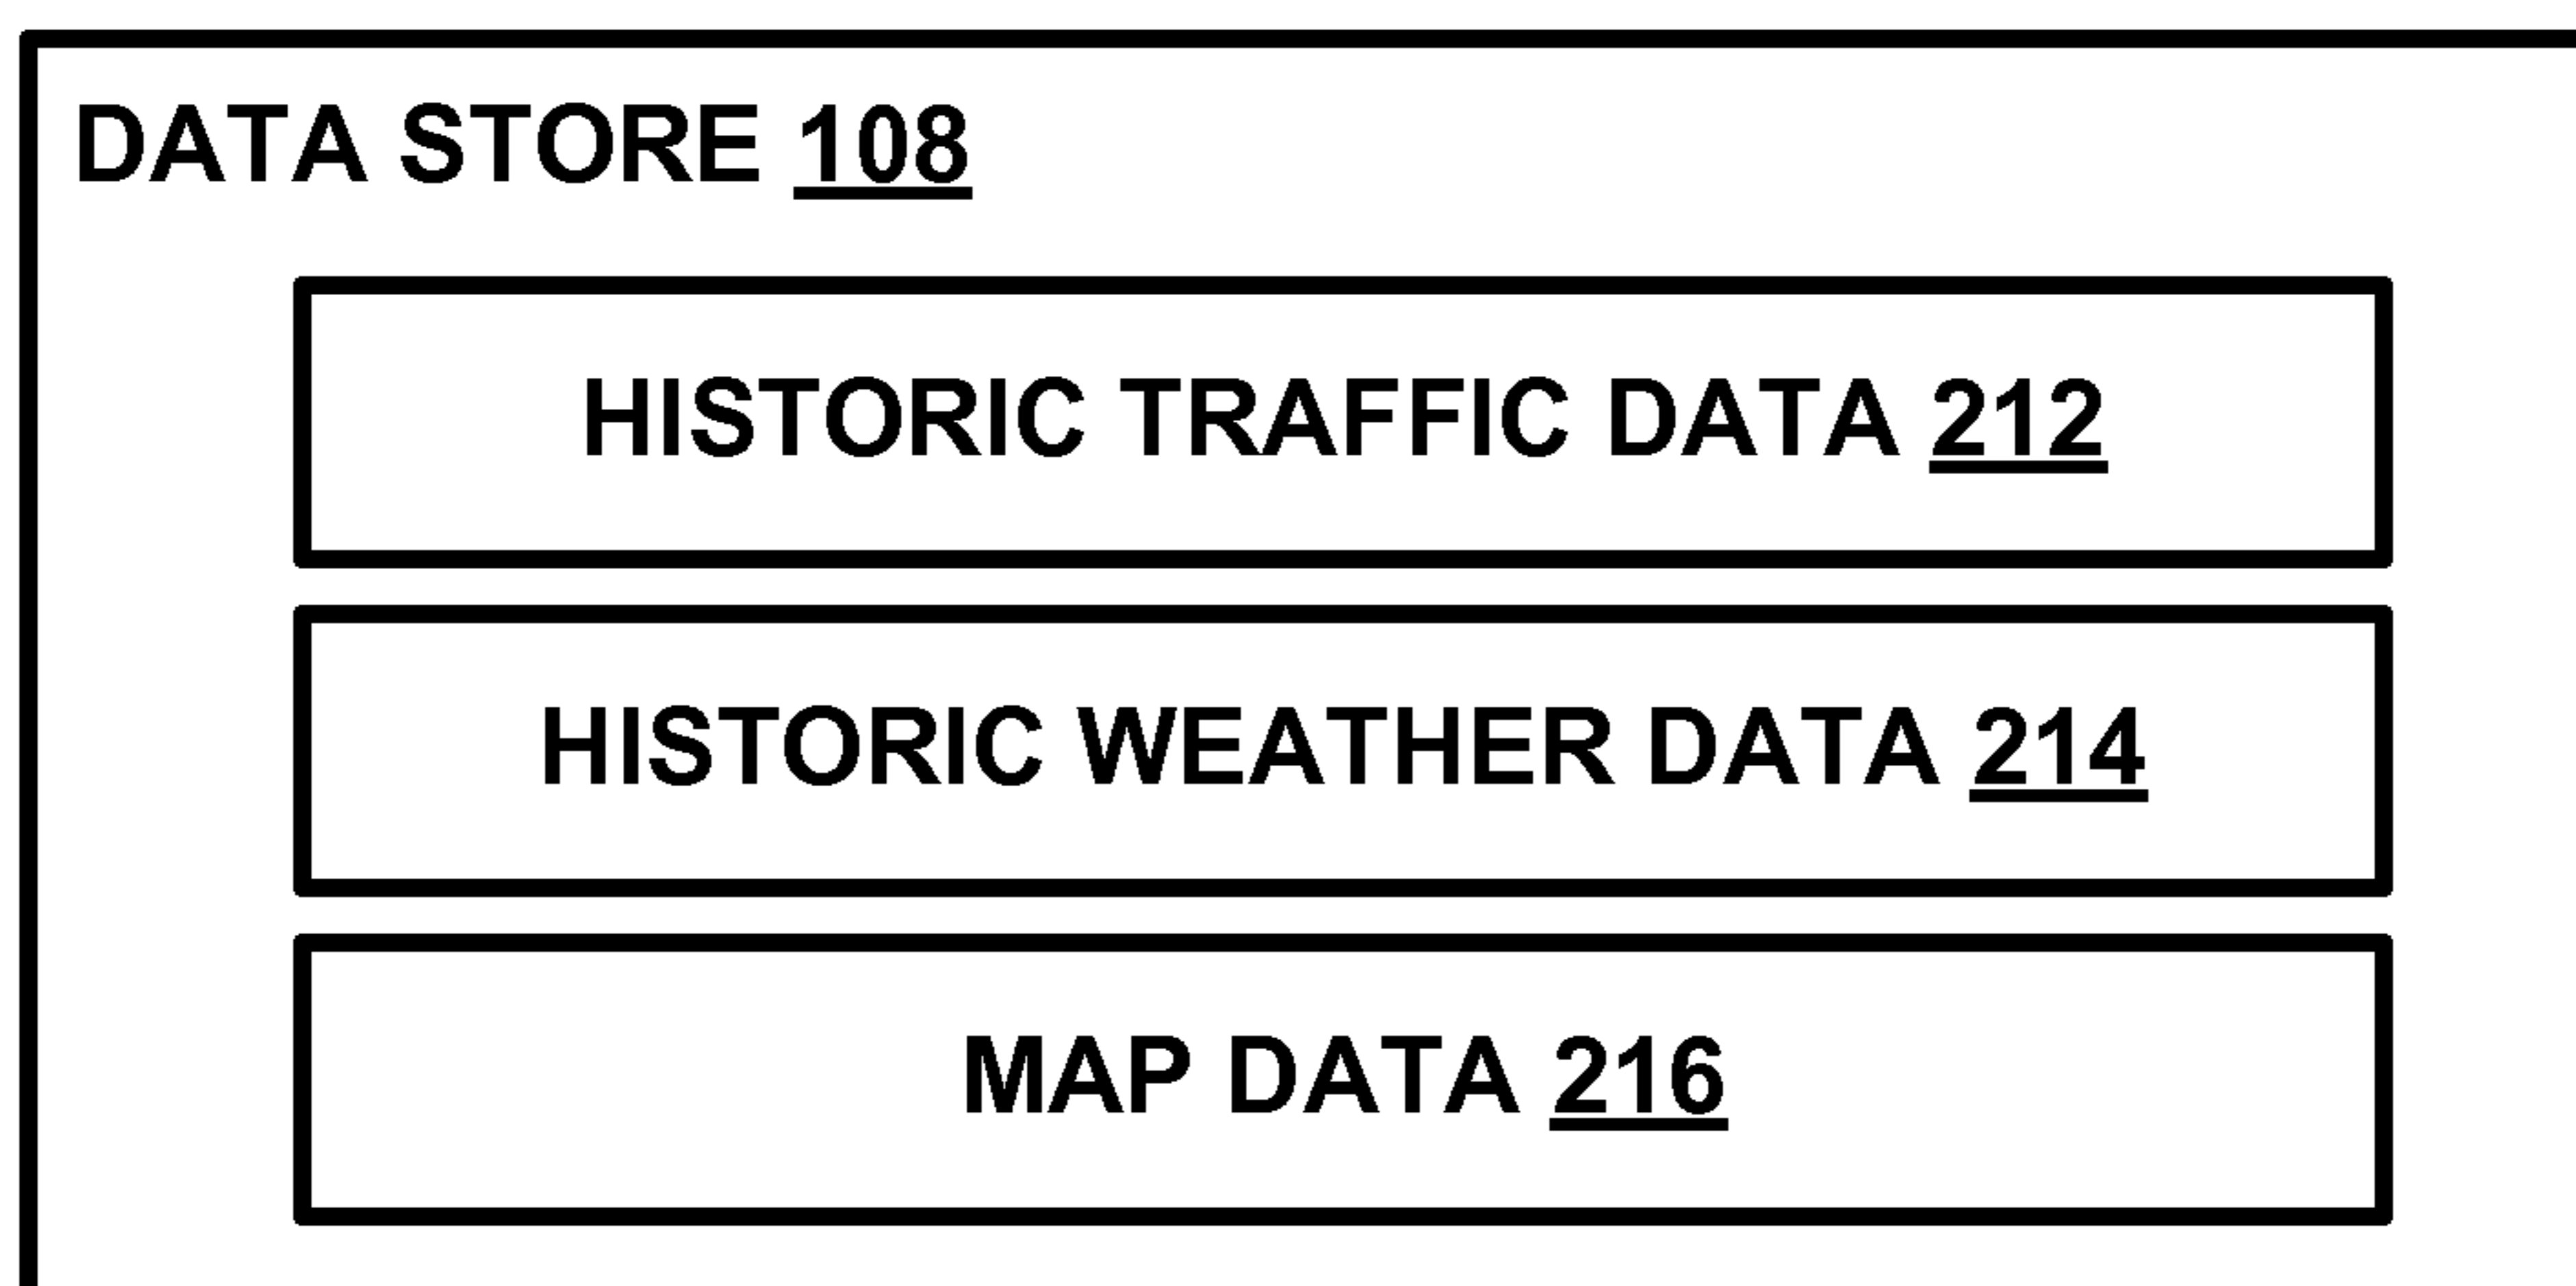 DATA STORE 108
HISTORIC TRAFFIC DATA 212
HISTORIC WEATHER DATA 214
MAP DATA 216